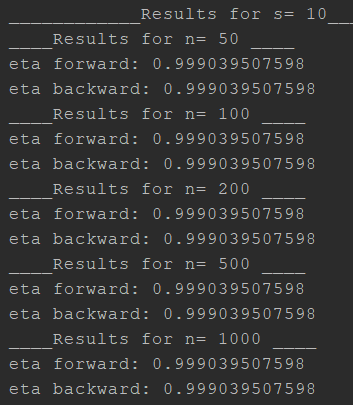 ____________Results for s= 10___
____Results for n= 50 ____
eta forward: 0.999039507598
eta backward: 0.999039507598
____Results for n= 100 ____
eta forward: 0.999039507598
eta backward: 0.999039507598
____Results for n= 200 ____
eta forward: 0.999039507598
eta backward: 0.999039507598
____Results for n= 500 ____
eta forward: 0.999039507598
eta backward: 0.999039507598
____Results for n= 1000 ____
eta forward: 0.999039507598
eta backward: 0.999039507598